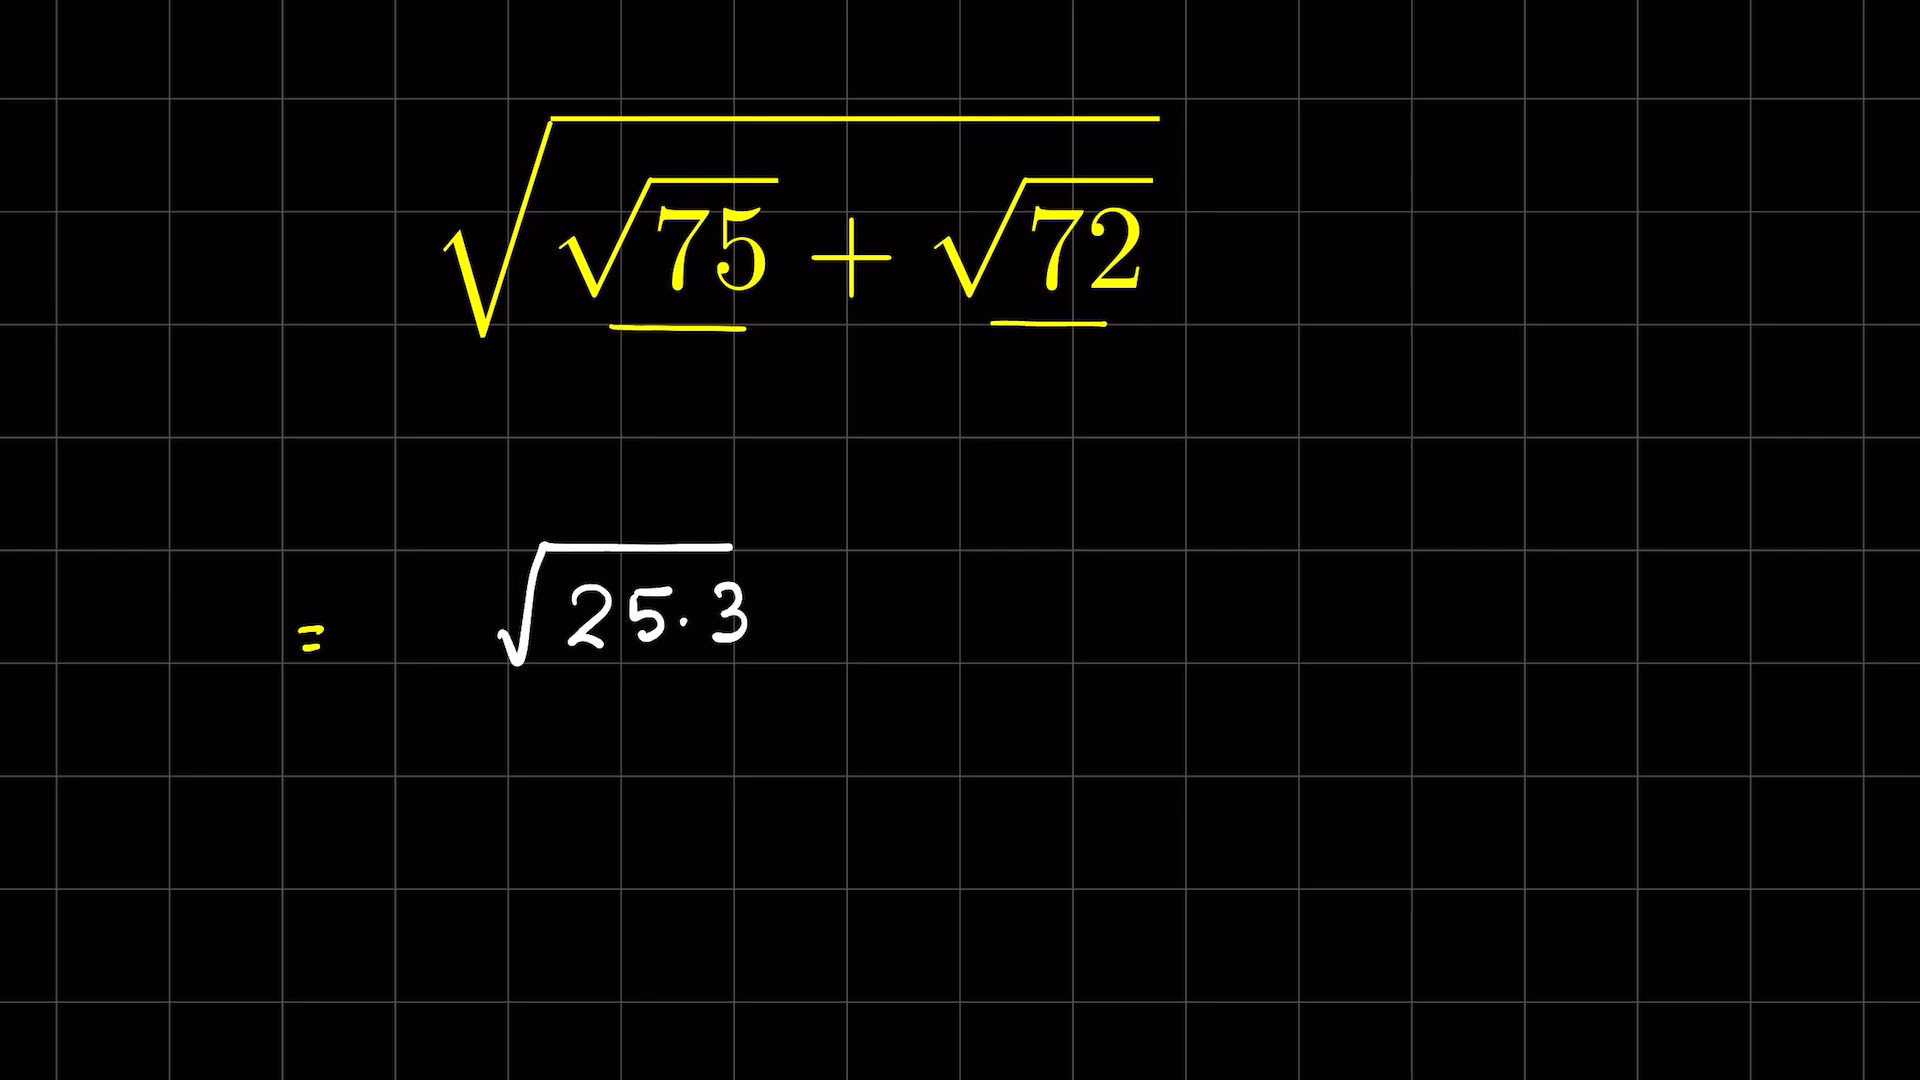 √(√75 + √72)
= √25·3